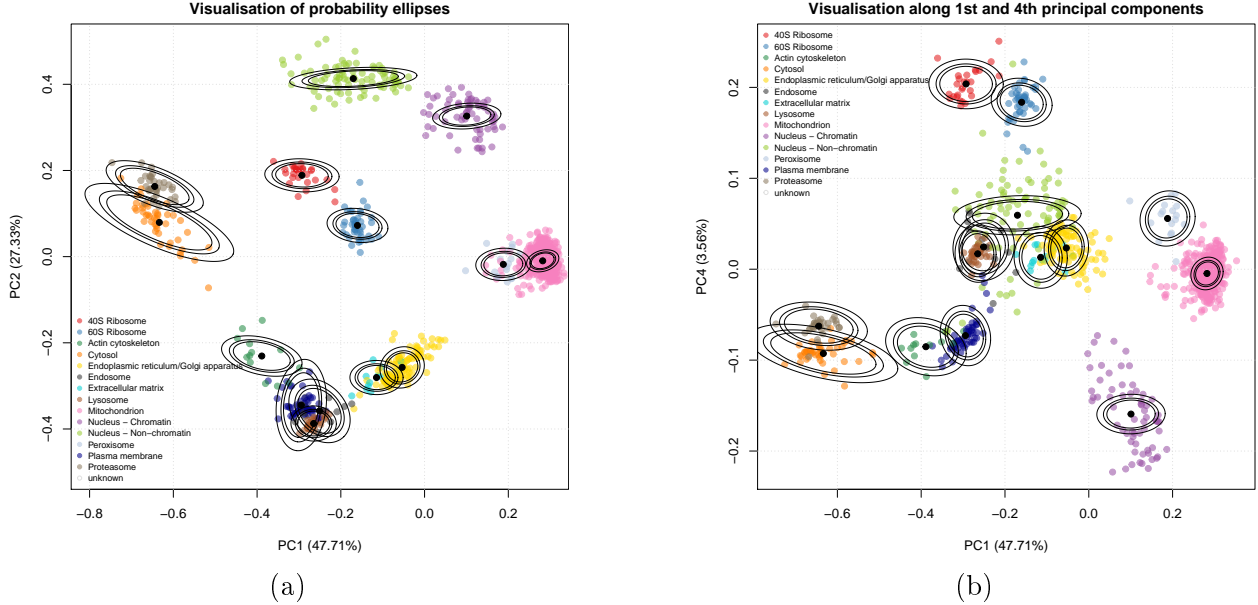 Visualisation of probability ellipses
0.4
0.2
0.0
−0.2
−0.4
PC2 (27.33%)
40S Ribosome
60S Ribosome
Actin cytoskeleton
Cytosol
Endoplasmic reticulum/Golgi apparatus
Endosome
Extracellular matrix
Lysosome
Mitochondrion
Nucleus − Chromatin
Nucleus − Non−chromatin
Peroxisome
Plasma membrane
Proteasome
unknown
−0.8 −0.6 −0.4 −0.2 0.0 0.2
PC1 (47.71%)
(a)
Visualisation along 1st and 4th principal components
40S Ribosome
60S Ribosome
Actin cytoskeleton
Cytosol
Endoplasmic reticulum/Golgi apparatus
Endosome
Extracellular matrix
Lysosome
Mitochondrion
Nucleus − Chromatin
Nucleus − Non−chromatin
Peroxisome
Plasma membrane
Proteasome
unknown
0.2
0.1
0.0
−0.1
−0.2
PC4 (3.56%)
−0.6 −0.4 −0.2 0.0 0.2
PC1 (47.71%)
(b)